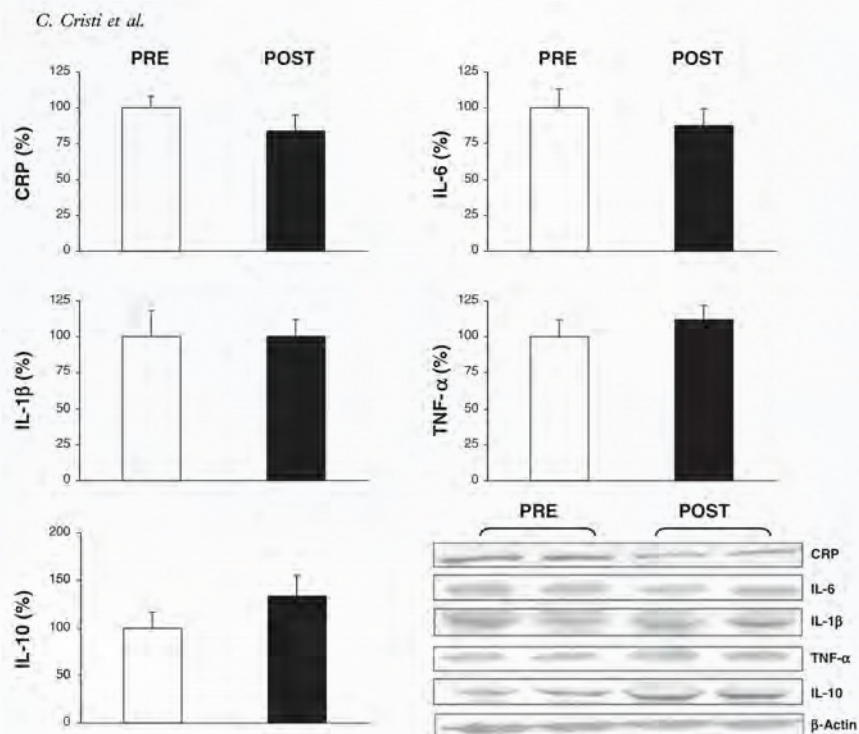 C. Cristi et al.
PRE POST
125
100
75
50
25
0
CRP (%)
PRE POST
125
100
75
50
25
0
IL-6 (%)
125
100
75
50
25
0
IL-1β (%)
125
100
75
50
25
0
TNF-α (%)
200
150
100
50
0
IL-10 (%)
PRE POST
CRP
IL-6
IL-1β
TNF-α
IL-10
β-Actin